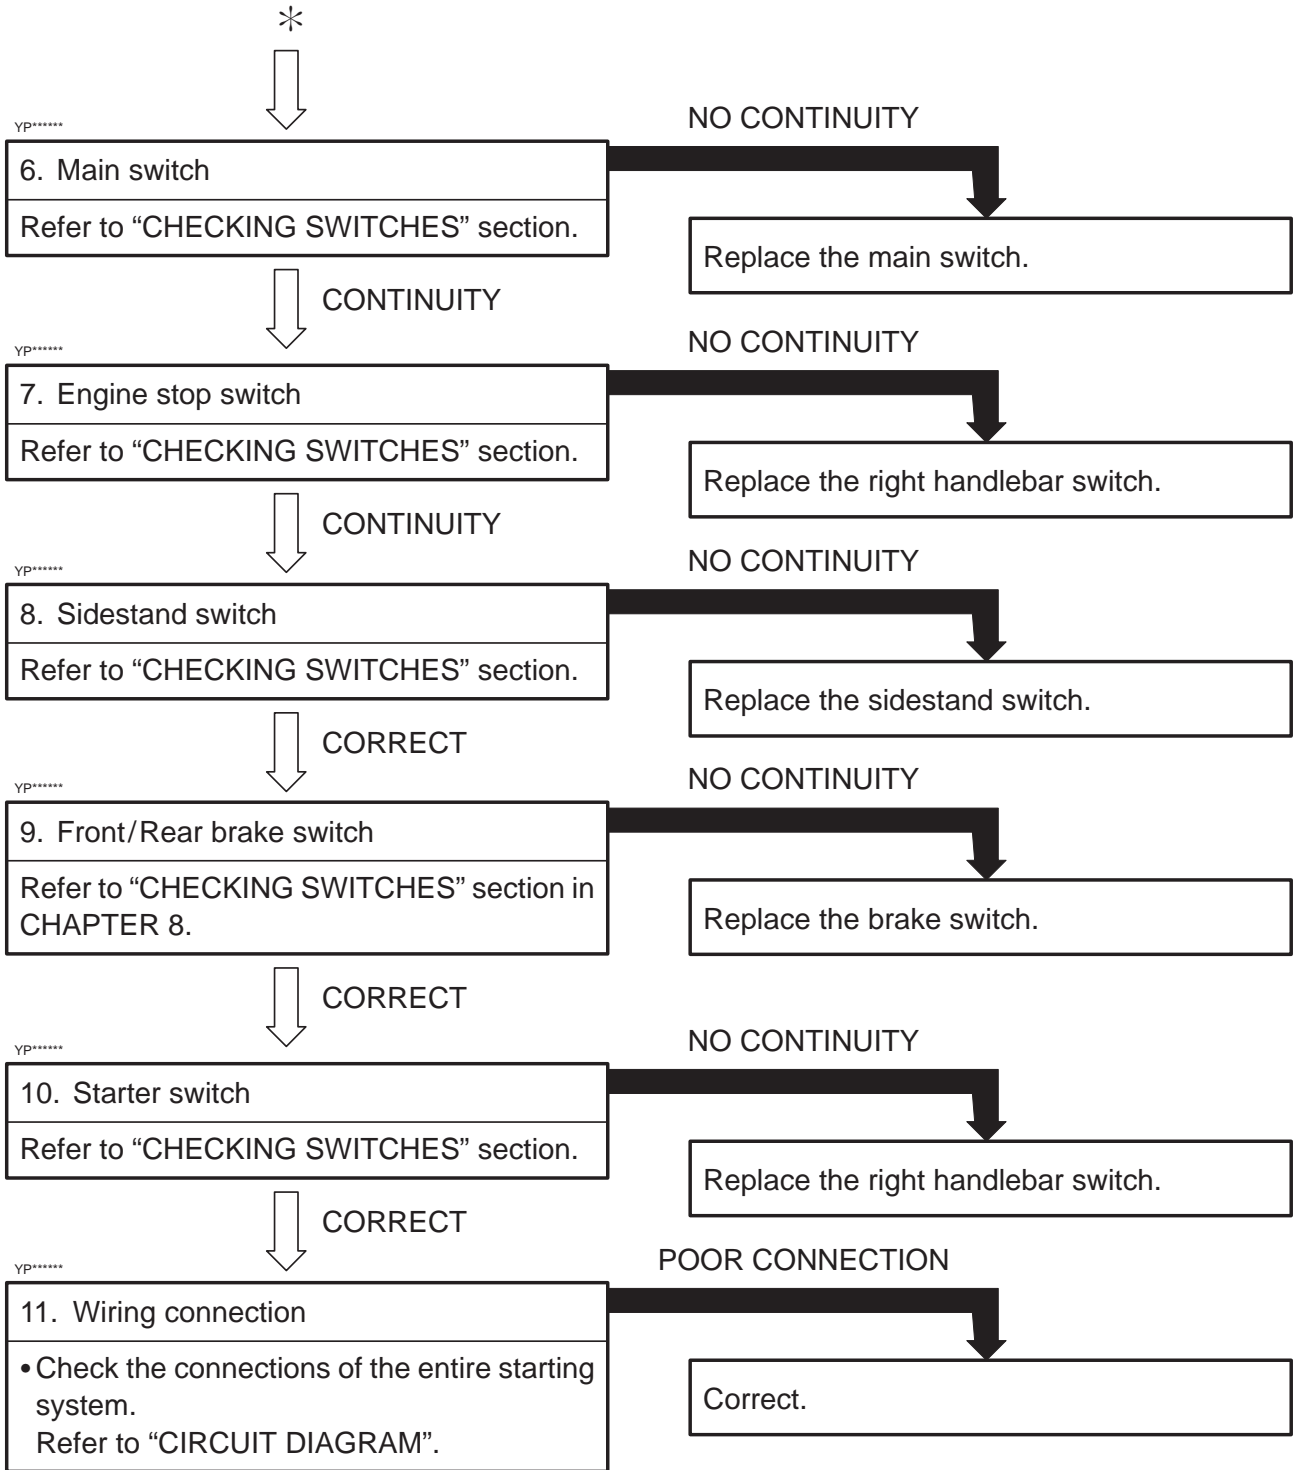 *
YP******
NO CONTINUITY
6. Main switch
Refer to “CHECKING SWITCHES” section.
Replace the main switch.
CONTINUITY
YP******
NO CONTINUITY
7. Engine stop switch
Refer to “CHECKING SWITCHES” section.
Replace the right handlebar switch.
CONTINUITY
YP******
NO CONTINUITY
8. Sidestand switch
Refer to “CHECKING SWITCHES” section.
Replace the sidestand switch.
CORRECT
YP******
NO CONTINUITY
9. Front/Rear brake switch
Refer to “CHECKING SWITCHES” section in
CHAPTER 8.
Replace the brake switch.
CORRECT
YP******
NO CONTINUITY
10. Starter switch
Refer to “CHECKING SWITCHES” section.
Replace the right handlebar switch.
CORRECT
YP******
POOR CONNECTION
11. Wiring connection
• Check the connections of the entire starting
system.
Refer to “CIRCUIT DIAGRAM”.
Correct.